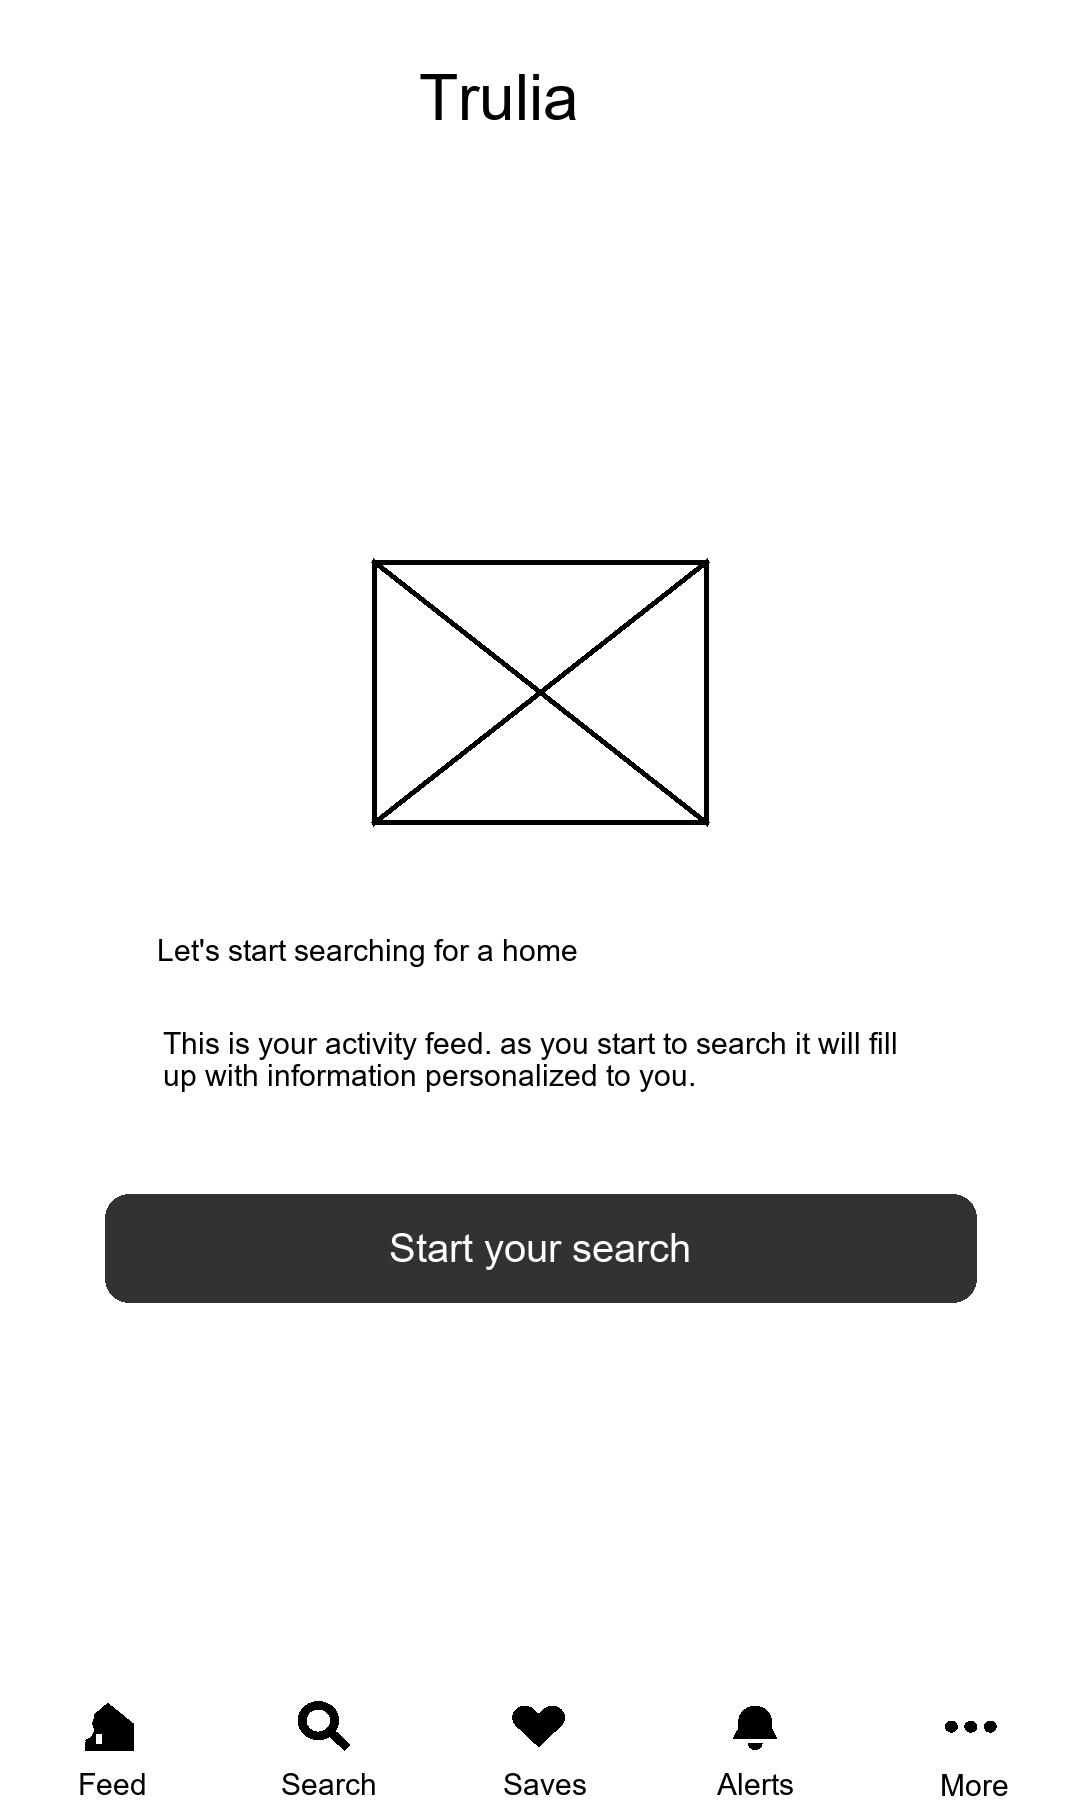 Trulia
Let's start searching for a home
This is your activity feed. as you start to search it will fill
up with information personalized to you.
Start your search
Feed
Search
Saves
Alerts
More